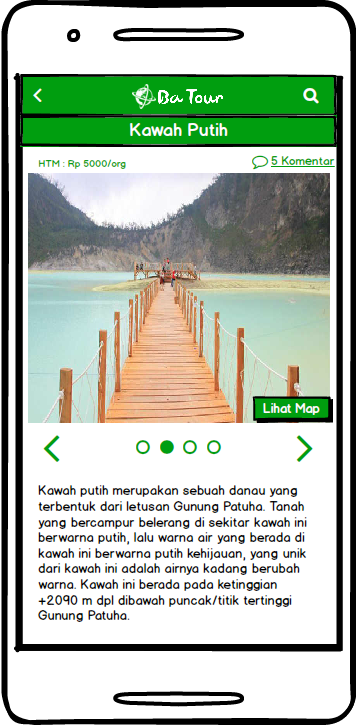 Ba Tour
Kawah Putih
HTM : Rp 5000/org
5 Komentar
Lihat Map
Kawah putih merupakan sebuah danau yang
terbentuk dari letusan Gunung Patuha. Tanah
yang bercampur belerang di sekitar kawah ini
berwarna putih, lalu warna air yang berada di
kawah ini berwarna putih kehijauan, yang unik
dari kawah ini adalah airnya kadang berubah
warna. Kawah ini berada pada ketinggian
+2090 m dpl dibawah puncak/titik tertinggi
Gunung Patuha.